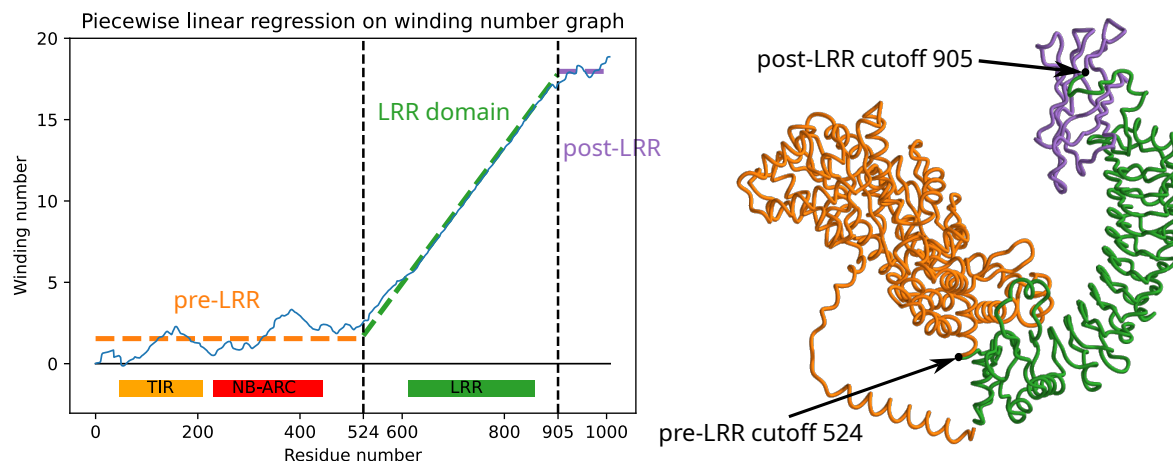 Piecewise linear regression on winding number graph
20
15
10
5
0
Winding number
LRR domain
post-LRR
pre-LRR
TIR
NB-ARC
LRR
0
200
400
524
600
800
905
1000
Residue number
post-LRR cutoff 905
pre-LRR cutoff 524